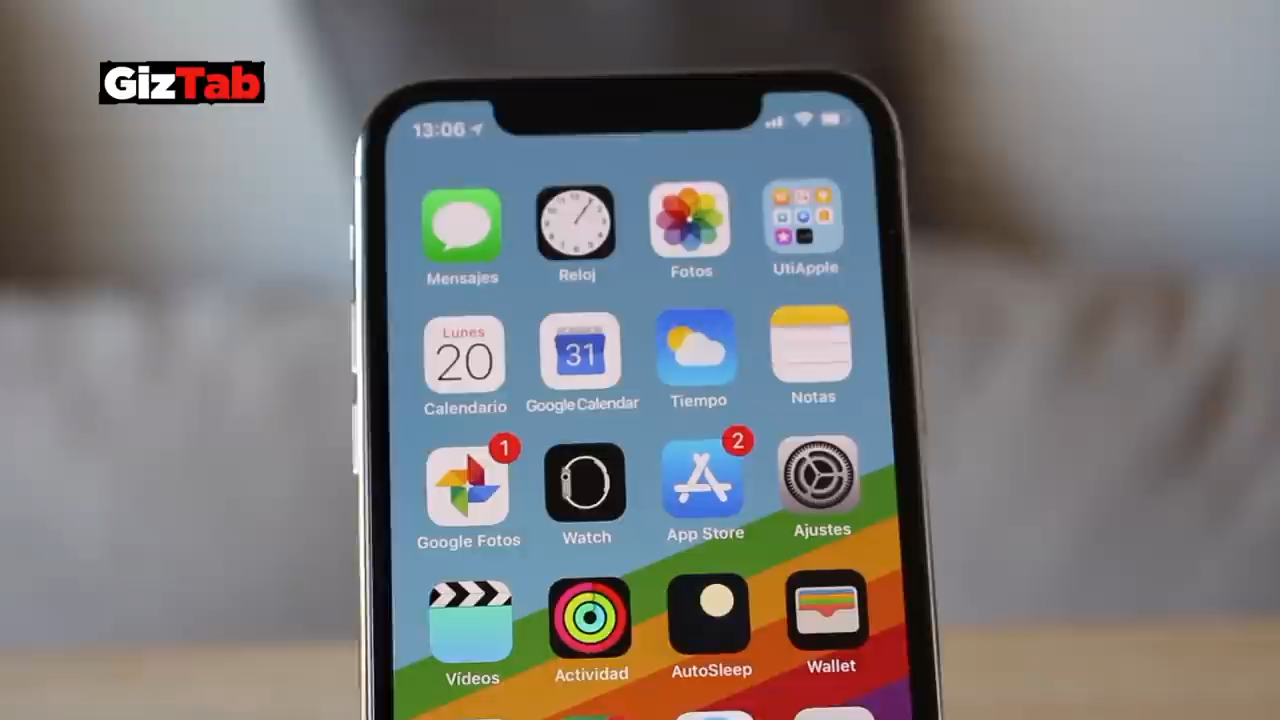 GizTab
13:06
Mensajes
Reloj
Fotos
UtiApple
Lunes
20
31
Calendario
Google Calendar
Tiempo
Notas
1
2
Google Fotos
Watch
App Store
Ajustes
Vídeos
Actividad
AutoSleep
Wallet